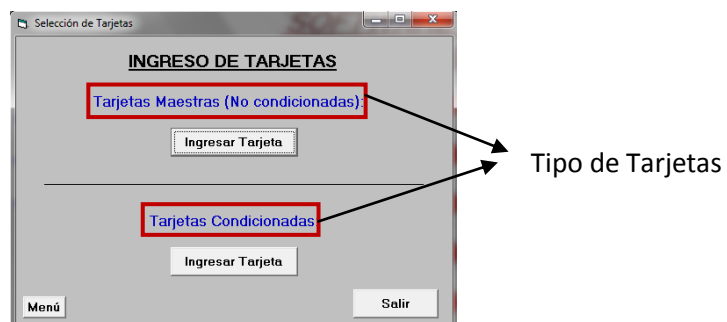 Selección de Tarjetas
INGRESO DE TARJETAS
Tarjetas Maestras (No condicionadas):
Ingresar Tarjeta
Tipo de Tarjetas
Tarjetas Condicionadas
Ingresar Tarjeta
Menú
Salir